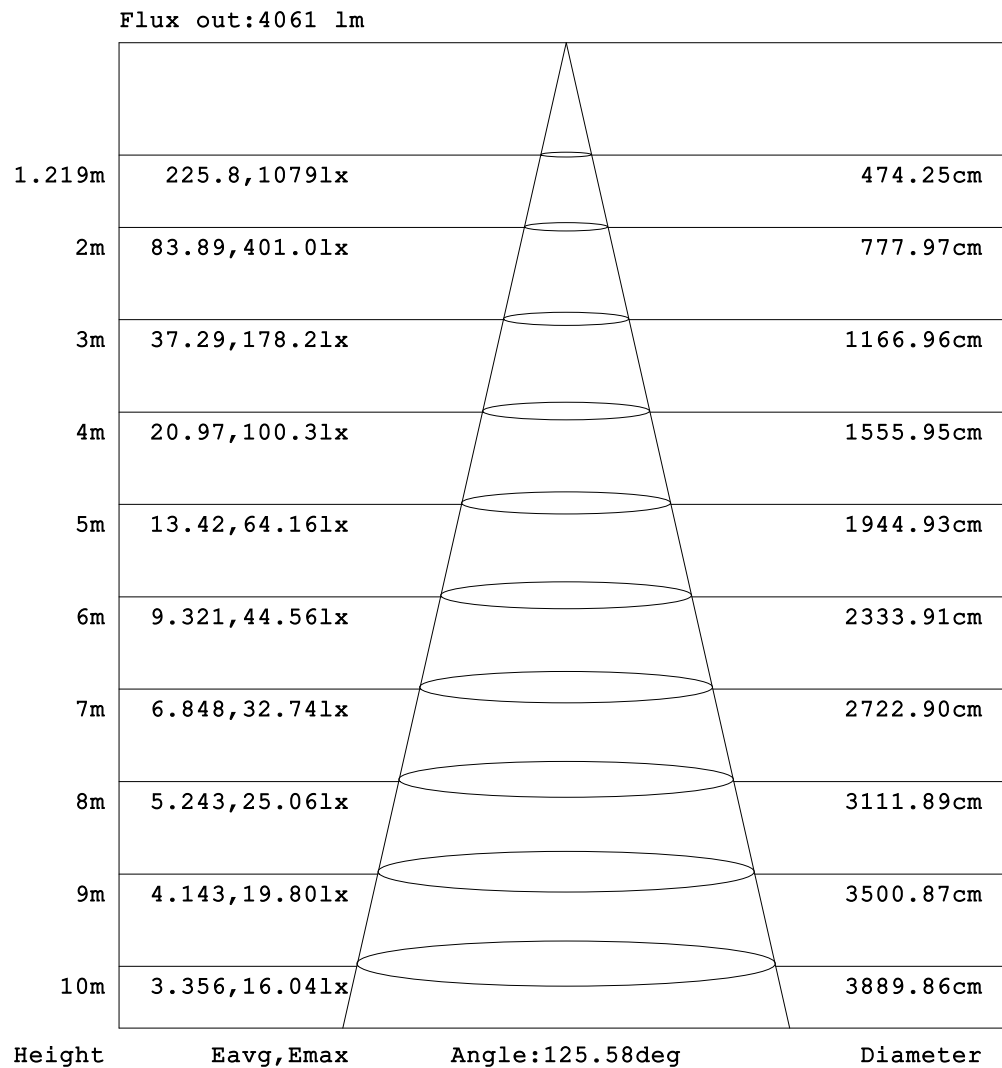 Flux out:4061 lm
1.219m 225.8,1079lx 474.25cm
2m 83.89,401.0lx 777.97cm
3m 37.29,178.2lx 1166.96cm
4m 20.97,100.3lx 1555.95cm
5m 13.42,64.16lx 1944.93cm
6m 9.321,44.56lx 2333.91cm
7m 6.848,32.74lx 2722.90cm
8m 5.243,25.06lx 3111.89cm
9m 4.143,19.80lx 3500.87cm
10m 3.356,16.04lx 3889.86cm
Height Eavg,Emax Angle:125.58deg Diameter